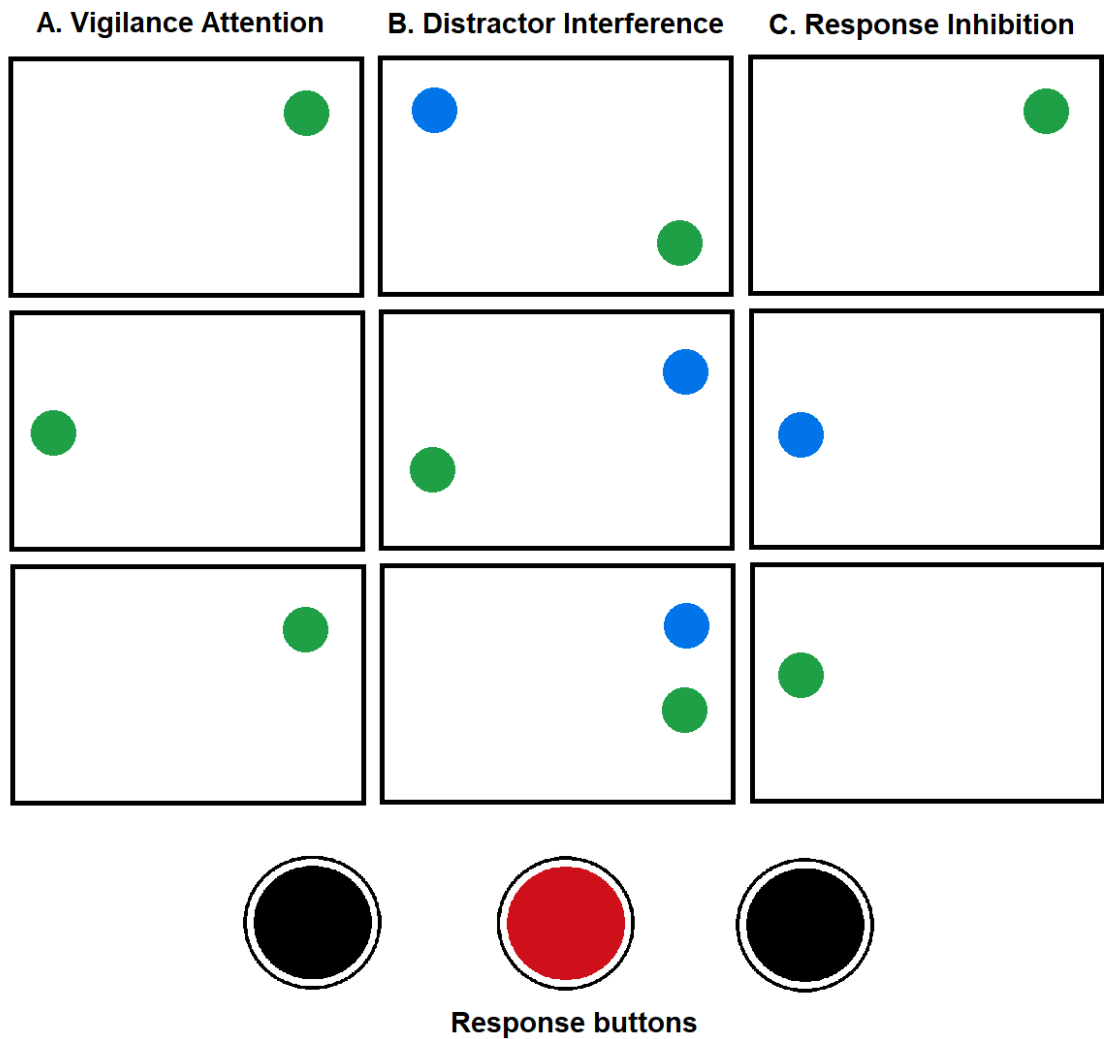 A. Vigilance Attention
B. Distractor Interference
C. Response Inhibition
Response buttons